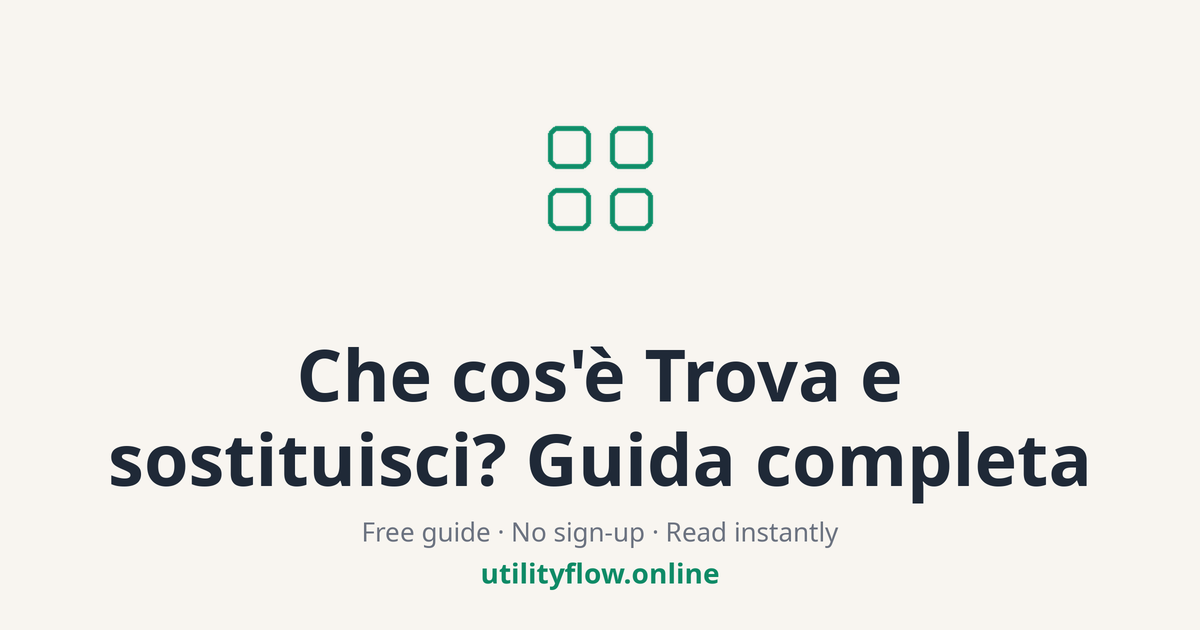 Che cos'è Trova e
sostituisci? Guida completa
Free guide · No sign-up · Read instantly
utilityflow.online